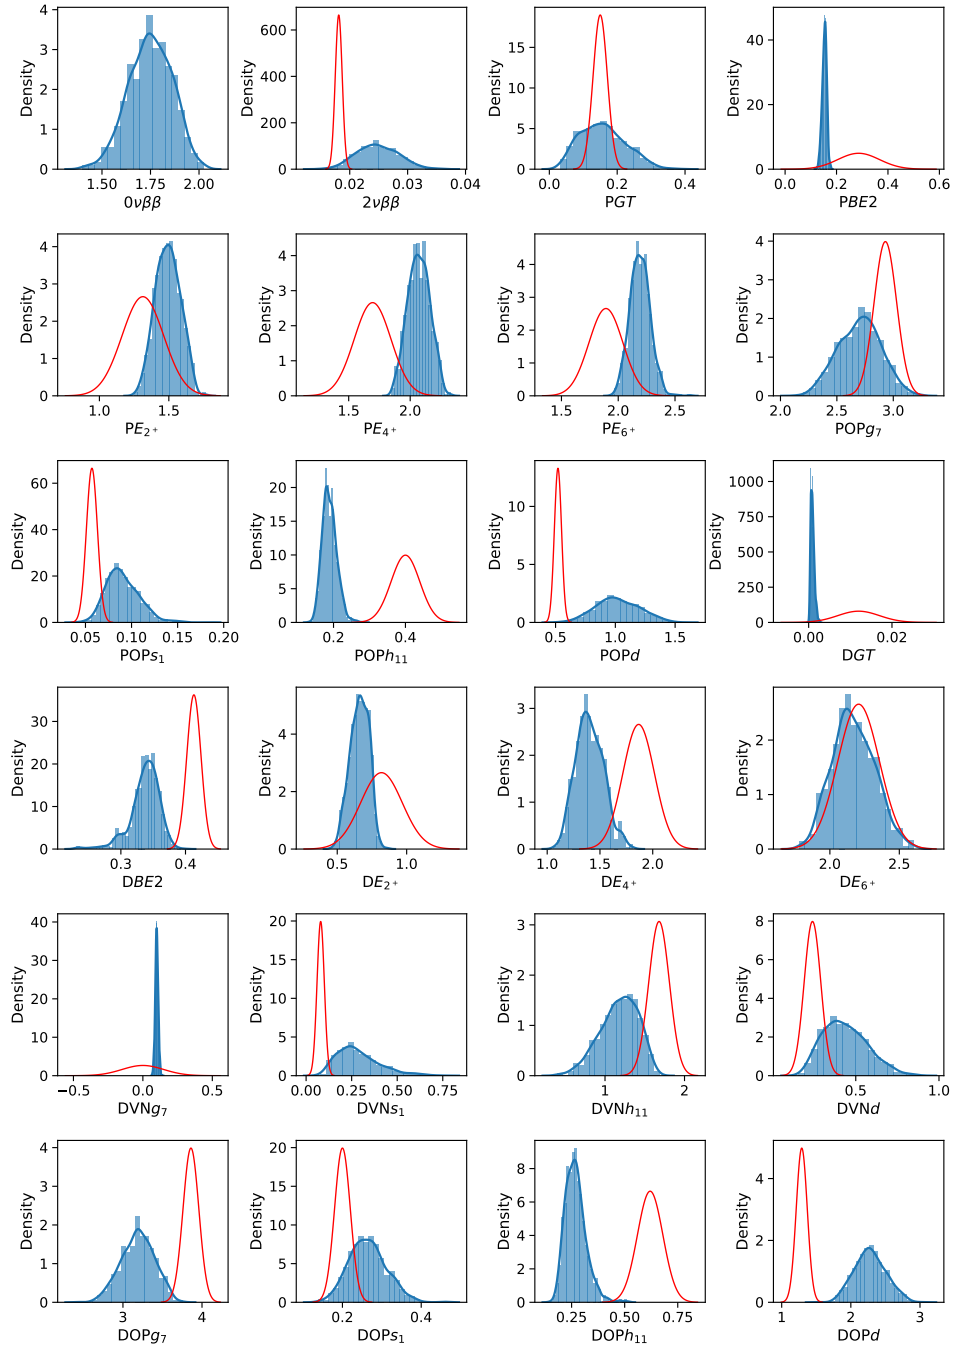 Density 0 1 2 3 4 1.50 1.75 2.00 0νββ
Density 0 200 400 600 0.02 0.03 0.04 2νββ
Density 0 5 10 15 0.0 0.2 0.4 PGT
Density 0 20 40 0.0 0.2 0.4 0.6 PBE2
Density 0 1 2 3 4 1.0 1.5 PE₂⁺
Density 0 1 2 3 4 1.5 2.0 PE₄⁺
Density 0 1 2 3 4 5 1.5 2.0 2.5 PE₆⁺
Density 0 1 2 3 4 2.0 2.5 3.0 POPg₇
Density 0 20 40 60 0.05 0.10 0.15 0.20 POPs₁
Density 0 5 10 15 20 0.2 0.4 POPh₁₁
Density 0 5 10 0.5 1.0 1.5 POPd
Density 0 250 500 750 1000 0.00 0.02 DGT
Density 0 10 20 30 0.3 0.4 DBE2
Density 0 2 4 0.5 1.0 DE₂⁺
Density 0 1 2 3 1.0 1.5 2.0 DE₄⁺
Density 0 1 2 2.0 2.5 DE₆⁺
Density 0 10 20 30 40 −0.5 0.0 0.5 DVNg₇
Density 0 5 10 15 20 0.00 0.25 0.50 0.75 DVNs₁
Density 0 1 2 3 1 2 DVNh₁₁
Density 0 2 4 6 8 0.5 1.0 DVNd
Density 0 1 2 3 4 3 4 DOPg₇
Density 0 5 10 15 20 0.2 0.4 DOPs₁
Density 0 2 4 6 8 0.25 0.50 0.75 DOPh₁₁
Density 0 2 4 1 2 3 DOPd